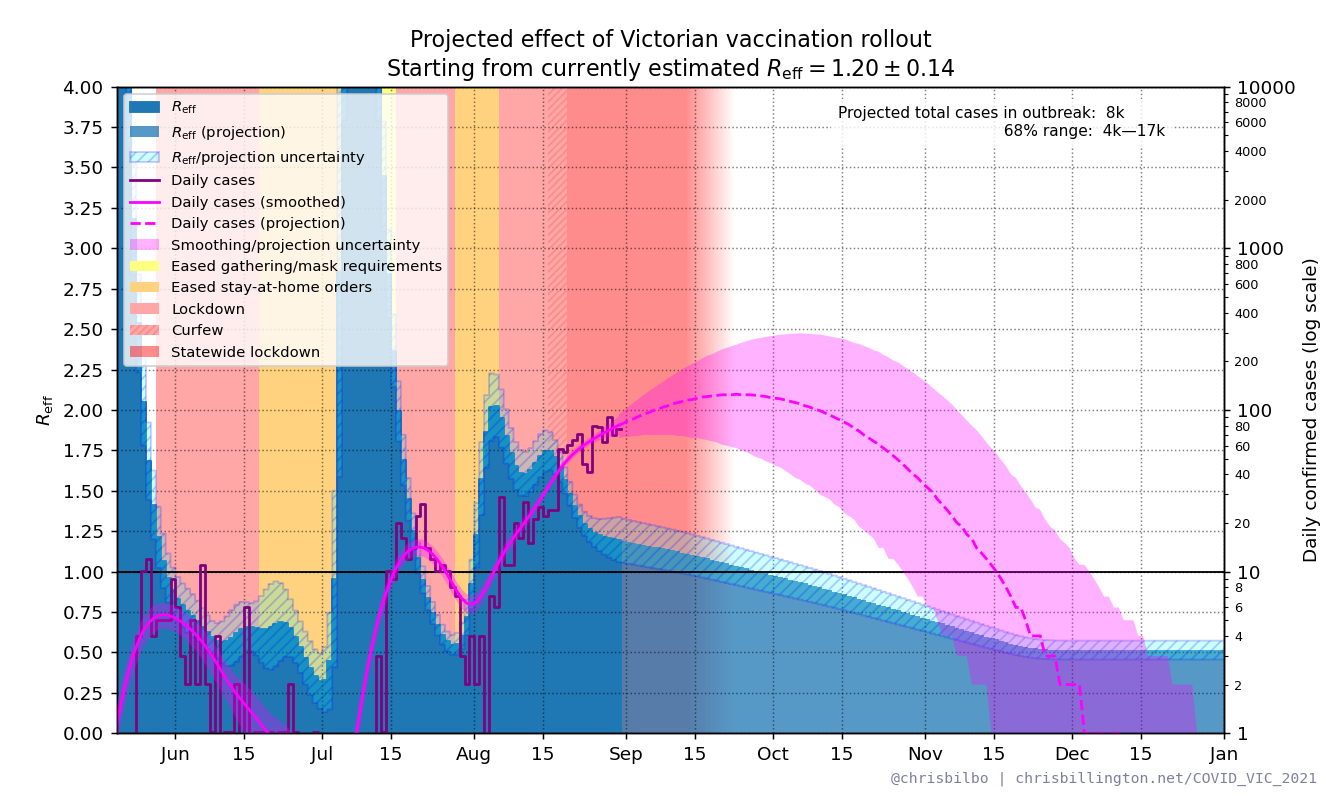 Projected effect of Victorian vaccination rollout
Starting from currently estimated R_eff = 1.20 ± 0.14
R_eff
R_eff (projection)
R_eff/projection uncertainty
Daily cases
Daily cases (smoothed)
Daily cases (projection)
Smoothing/projection uncertainty
Eased gathering/mask requirements
Eased stay-at-home orders
Lockdown
Curfew
Statewide lockdown
Projected total cases in outbreak: 8k
68% range: 4k—17k
R_eff
4.00
3.75
3.50
3.25
3.00
2.75
2.50
2.25
2.00
1.75
1.50
1.25
1.00
0.75
0.50
0.25
0.00
10000
8000
6000
4000
2000
1000
800
600
400
200
100
80
60
40
20
10
8
6
4
2
1
Daily confirmed cases (log scale)
Jun 15 Jul 15 Aug 15 Sep 15 Oct 15 Nov 15 Dec 15 Jan
@chrisbilbo | chrisbillington.net/COVID_VIC_2021